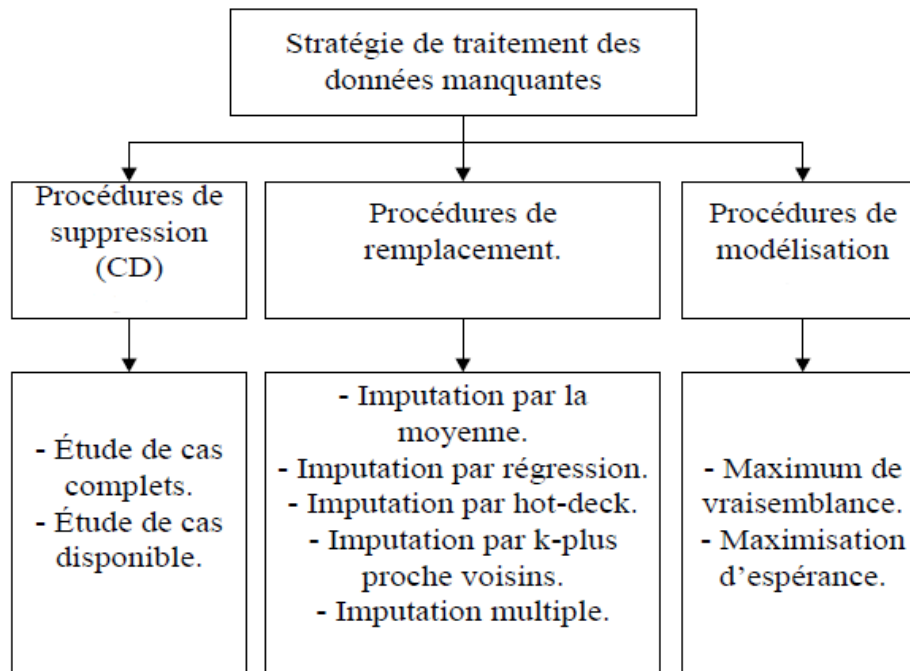 Stratégie de traitement des
données manquantes
Procédures de
suppression
(CD)
Procédures de
remplacement.
Procédures de
modélisation
- Étude de cas
complets.
- Étude de cas
disponible.
- Imputation par la
moyenne.
- Imputation par régression.
- Imputation par hot-deck.
- Imputation par k-plus
proche voisins.
- Imputation multiple.
- Maximum de
vraisemblance.
- Maximisation
d’espérance.